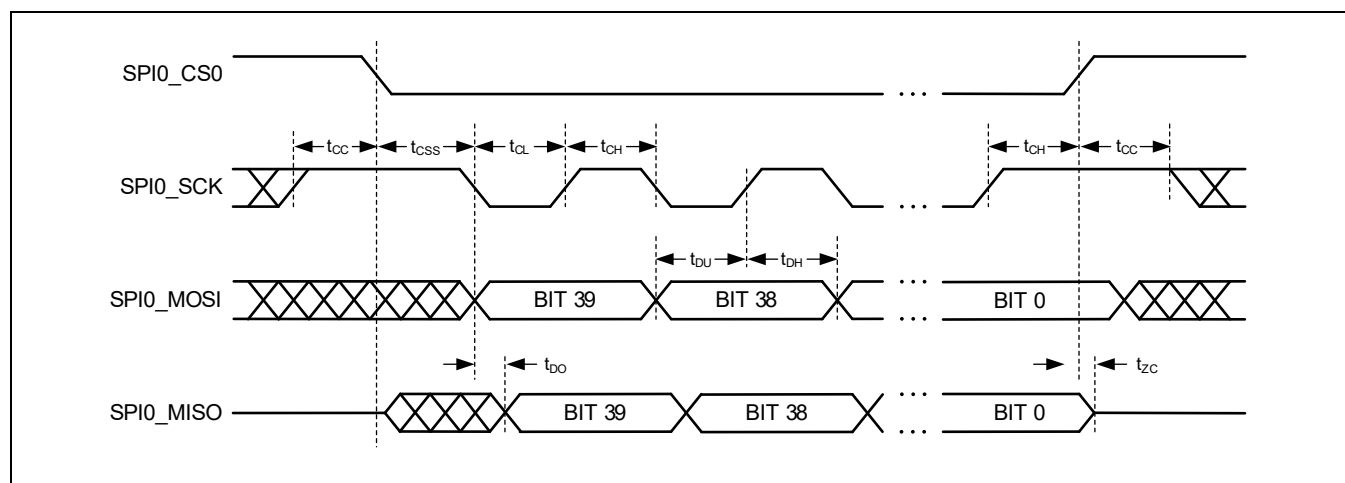 SPI0_CS0
tCC tCSS tCL tCH tCH tCC
SPI0_SCK
tDU tDH
SPI0_MOSI BIT 39 BIT 38 BIT 0
tDO tZC
SPI0_MISO BIT 39 BIT 38 BIT 0